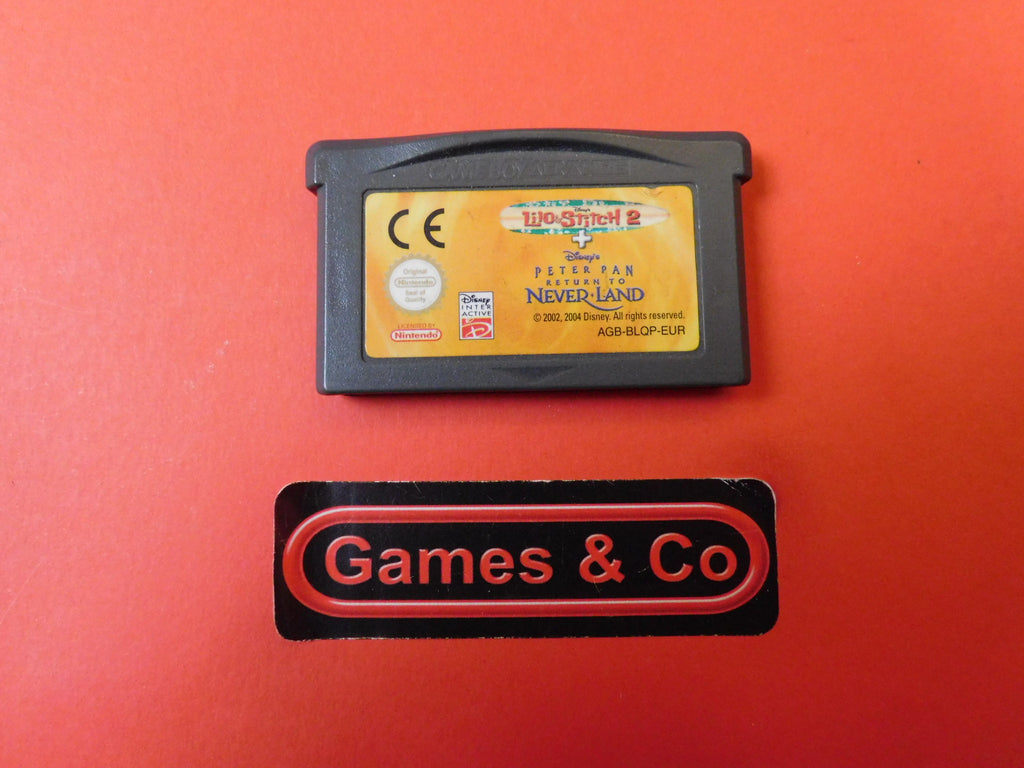 GAME BOY ADVANCE
CE
Disney's
Lilo & Stitch 2
+
Disney's
PETER PAN
RETURN TO
NEVER-LAND
Original
Nintendo
Seal of
Quality
Disney
INTER
ACTIVE
D
LICENSED BY
Nintendo
© 2002, 2004 Disney. All rights reserved.
AGB-BLQP-EUR
Games & Co